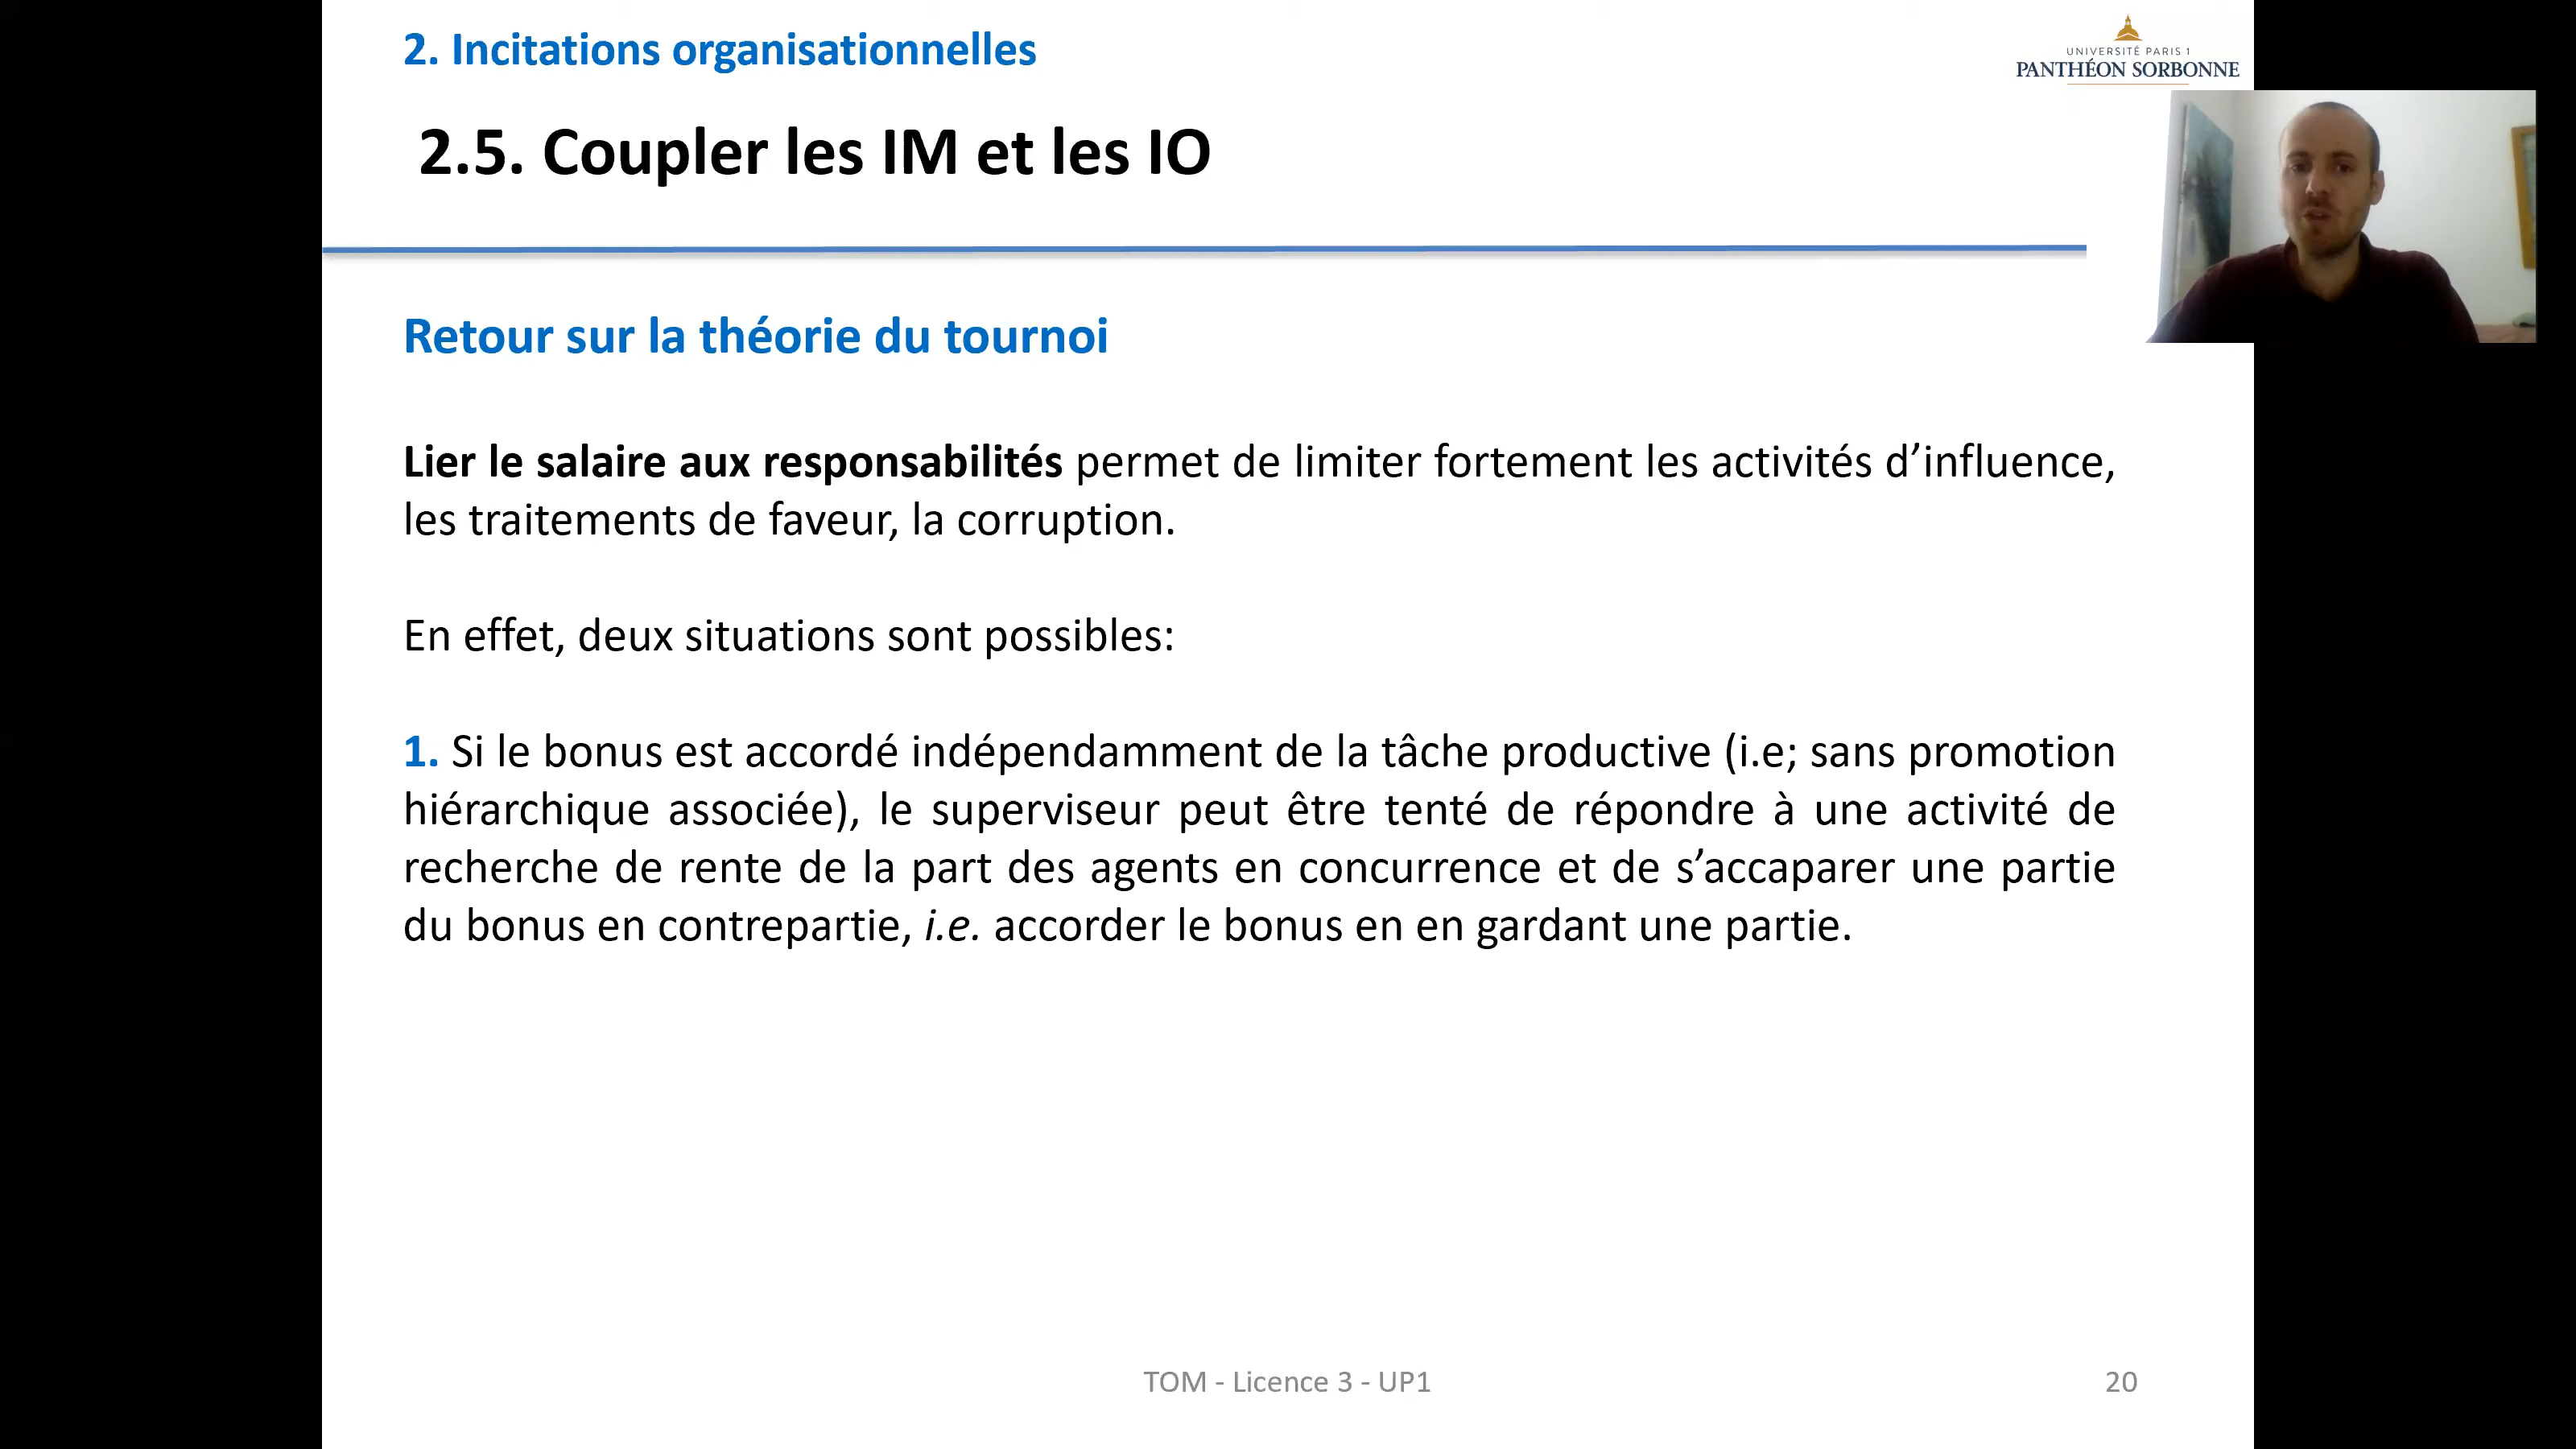 2. Incitations organisationnelles
UNIVERSITÉ PARIS 1
PANTHÉON SORBONNE
2.5. Coupler les IM et les IO
Retour sur la théorie du tournoi
Lier le salaire aux responsabilités permet de limiter fortement les activités d’influence,
les traitements de faveur, la corruption.
En effet, deux situations sont possibles:
1. Si le bonus est accordé indépendamment de la tâche productive (i.e; sans promotion
hiérarchique associée), le superviseur peut être tenté de répondre à une activité de
recherche de rente de la part des agents en concurrence et de s’accaparer une partie
du bonus en contrepartie, i.e. accorder le bonus en en gardant une partie.
TOM - Licence 3 - UP1
20